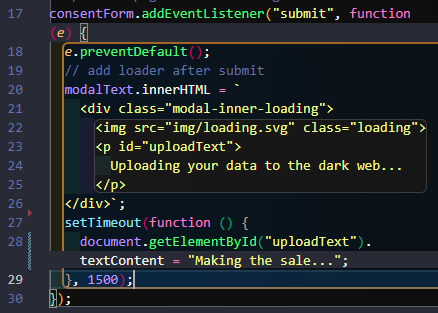 17 consentForm.addEventListener("submit", function
(e) {
18 e.preventDefault();
19 // add loader after submit
20 modalText.innerHTML = `
21 <div class="modal-inner-loading">
22 <img src="img/loading.svg" class="loading">
23 <p id="uploadText">
24 Uploading your data to the dark web...
25 </p>
26 </div>`;
27 setTimeout(function () {
28 document.getElementById("uploadText").
textContent = "Making the sale...";
29 }, 1500);
30 });